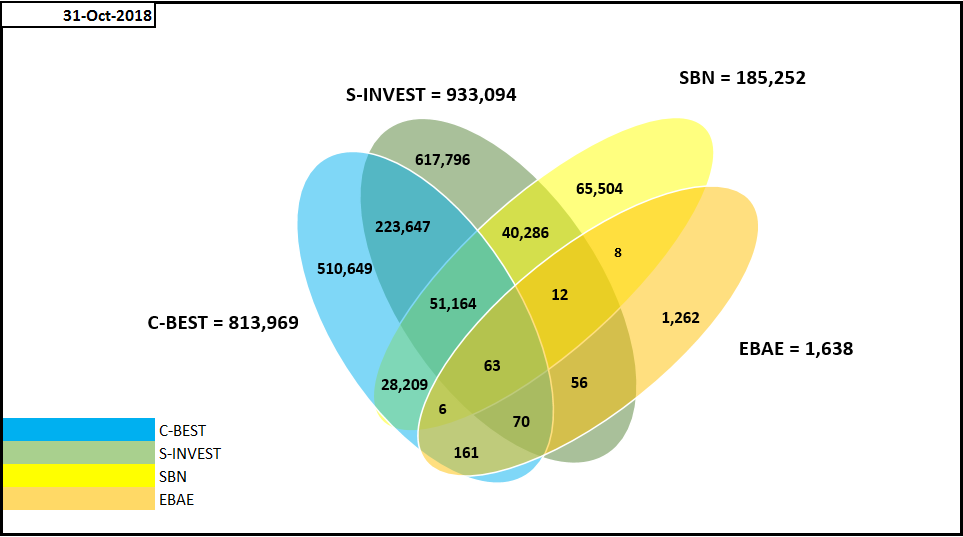 31-Oct-2018
SBN = 185,252
S-INVEST = 933,094
617,796
65,504
223,647
40,286
8
510,649
12
51,164
1,262
C-BEST = 813,969
EBAE = 1,638
63
28,209
56
6
70
161
C-BEST
S-INVEST
SBN
EBAE